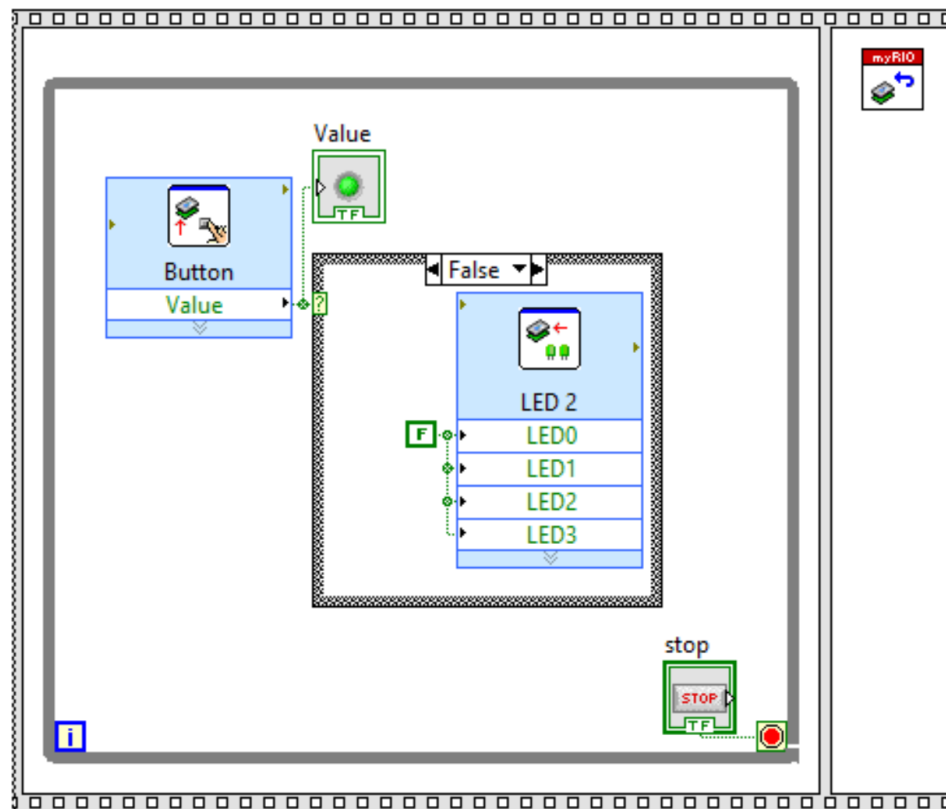 myRIO
Value
TF
Button
Value
?
False
LED 2
F
LED0
LED1
LED2
LED3
stop
STOP
TF
i